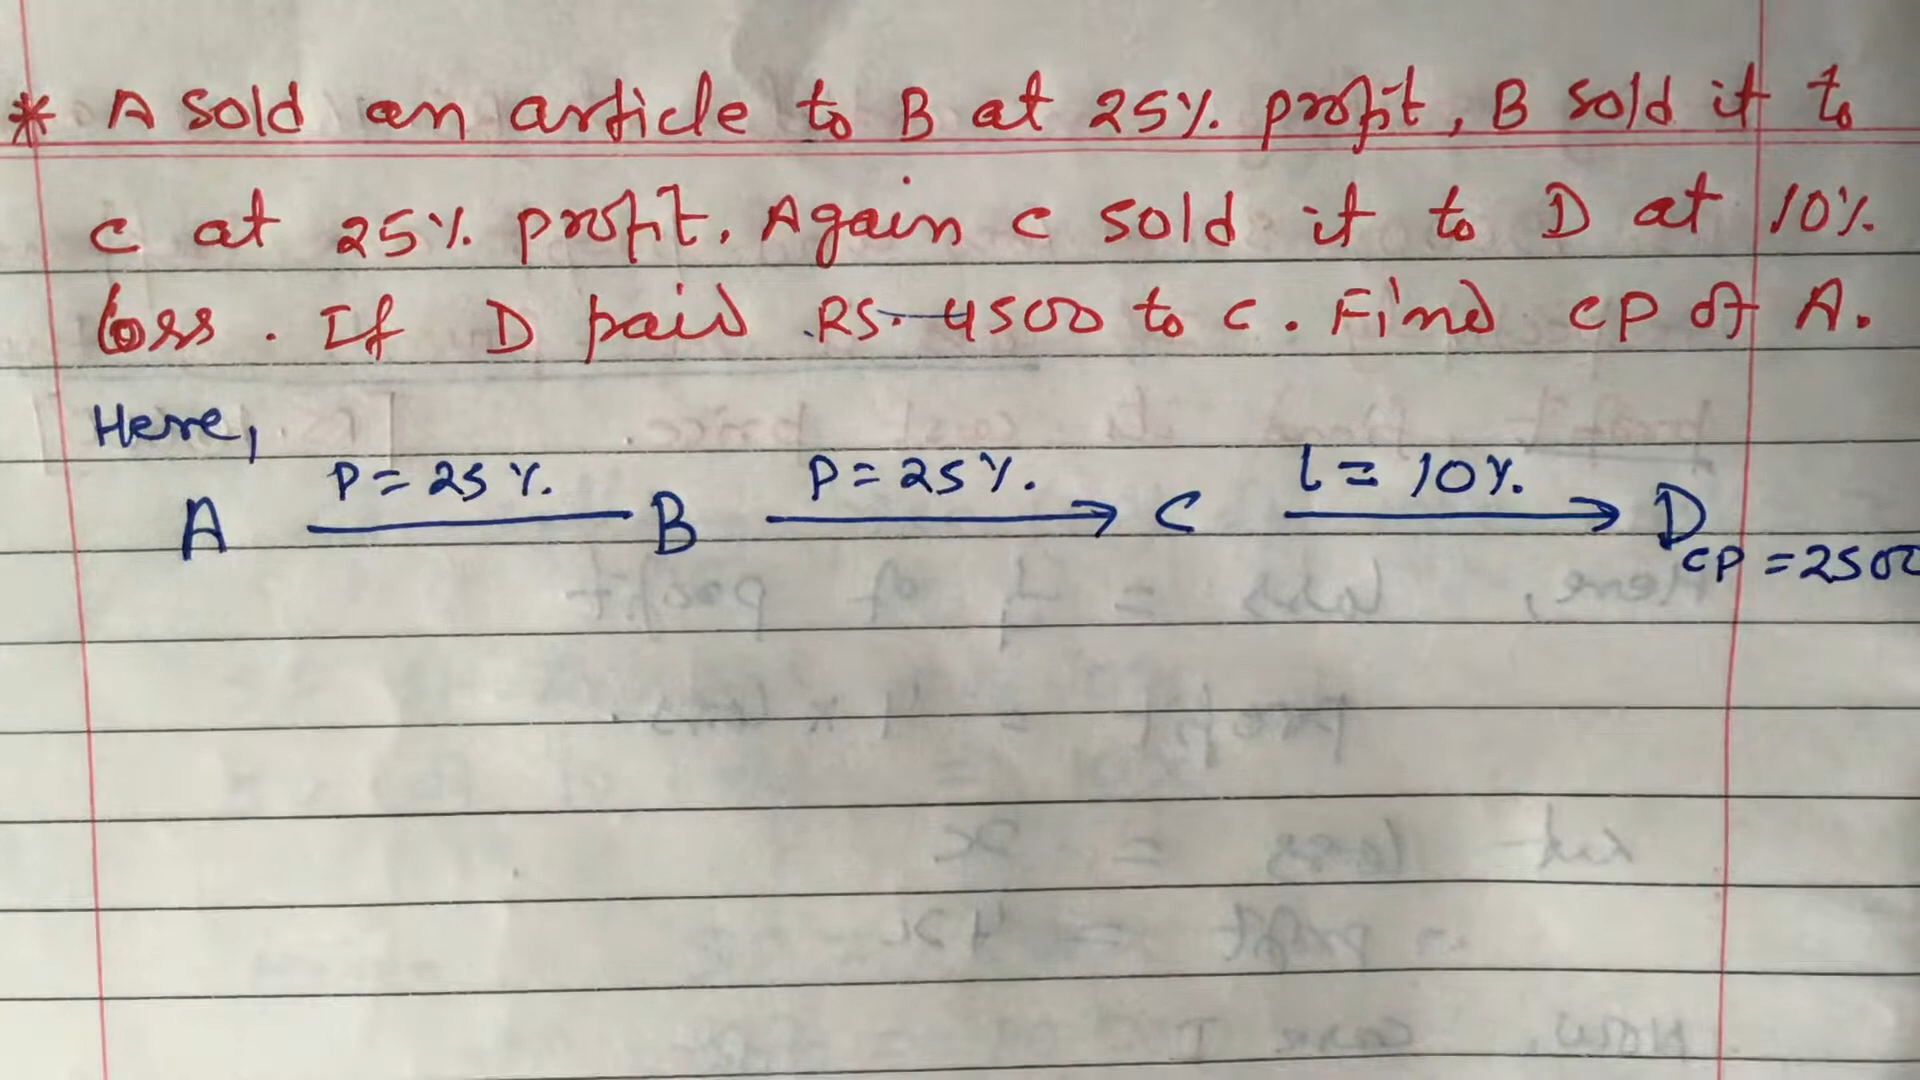 * A sold an article to B at 25% profit, B sold it to
C at 25% profit. Again C sold it to D at 10%
loss. If D paid RS. 4500 to C. Find CP of A.
Here,
P = 25%. P = 25%. l = 10%.
A B C D
CP = 2500